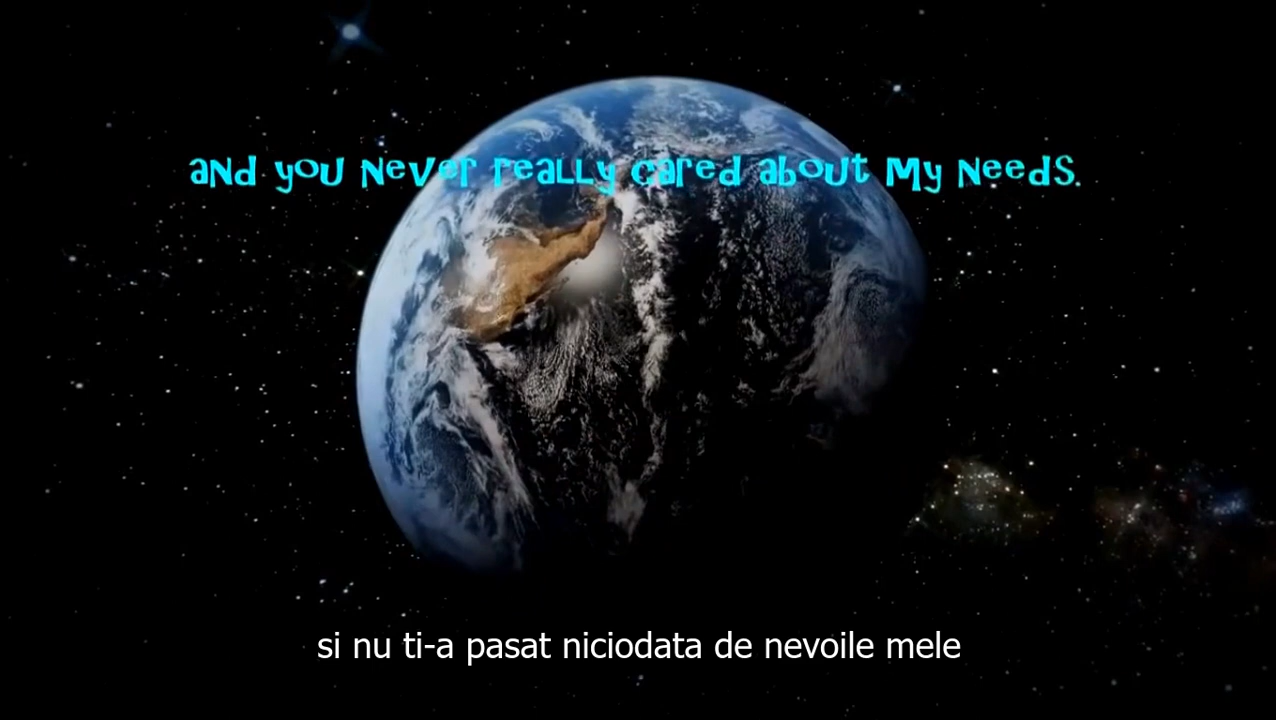 and you never really cared about my needs.
si nu ti-a pasat niciodata de nevoile mele